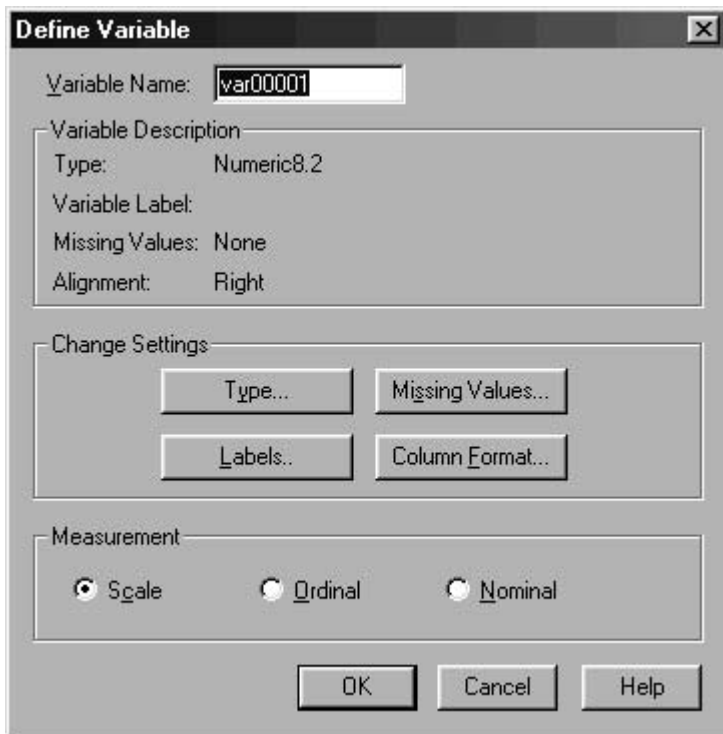 Define Variable
Variable Name: var00001
Variable Description
Type: Numeric8.2
Variable Label:
Missing Values: None
Alignment: Right
Change Settings
Type... Missing Values...
Labels.. Column Format...
Measurement
Scale Ordinal Nominal
OK Cancel Help